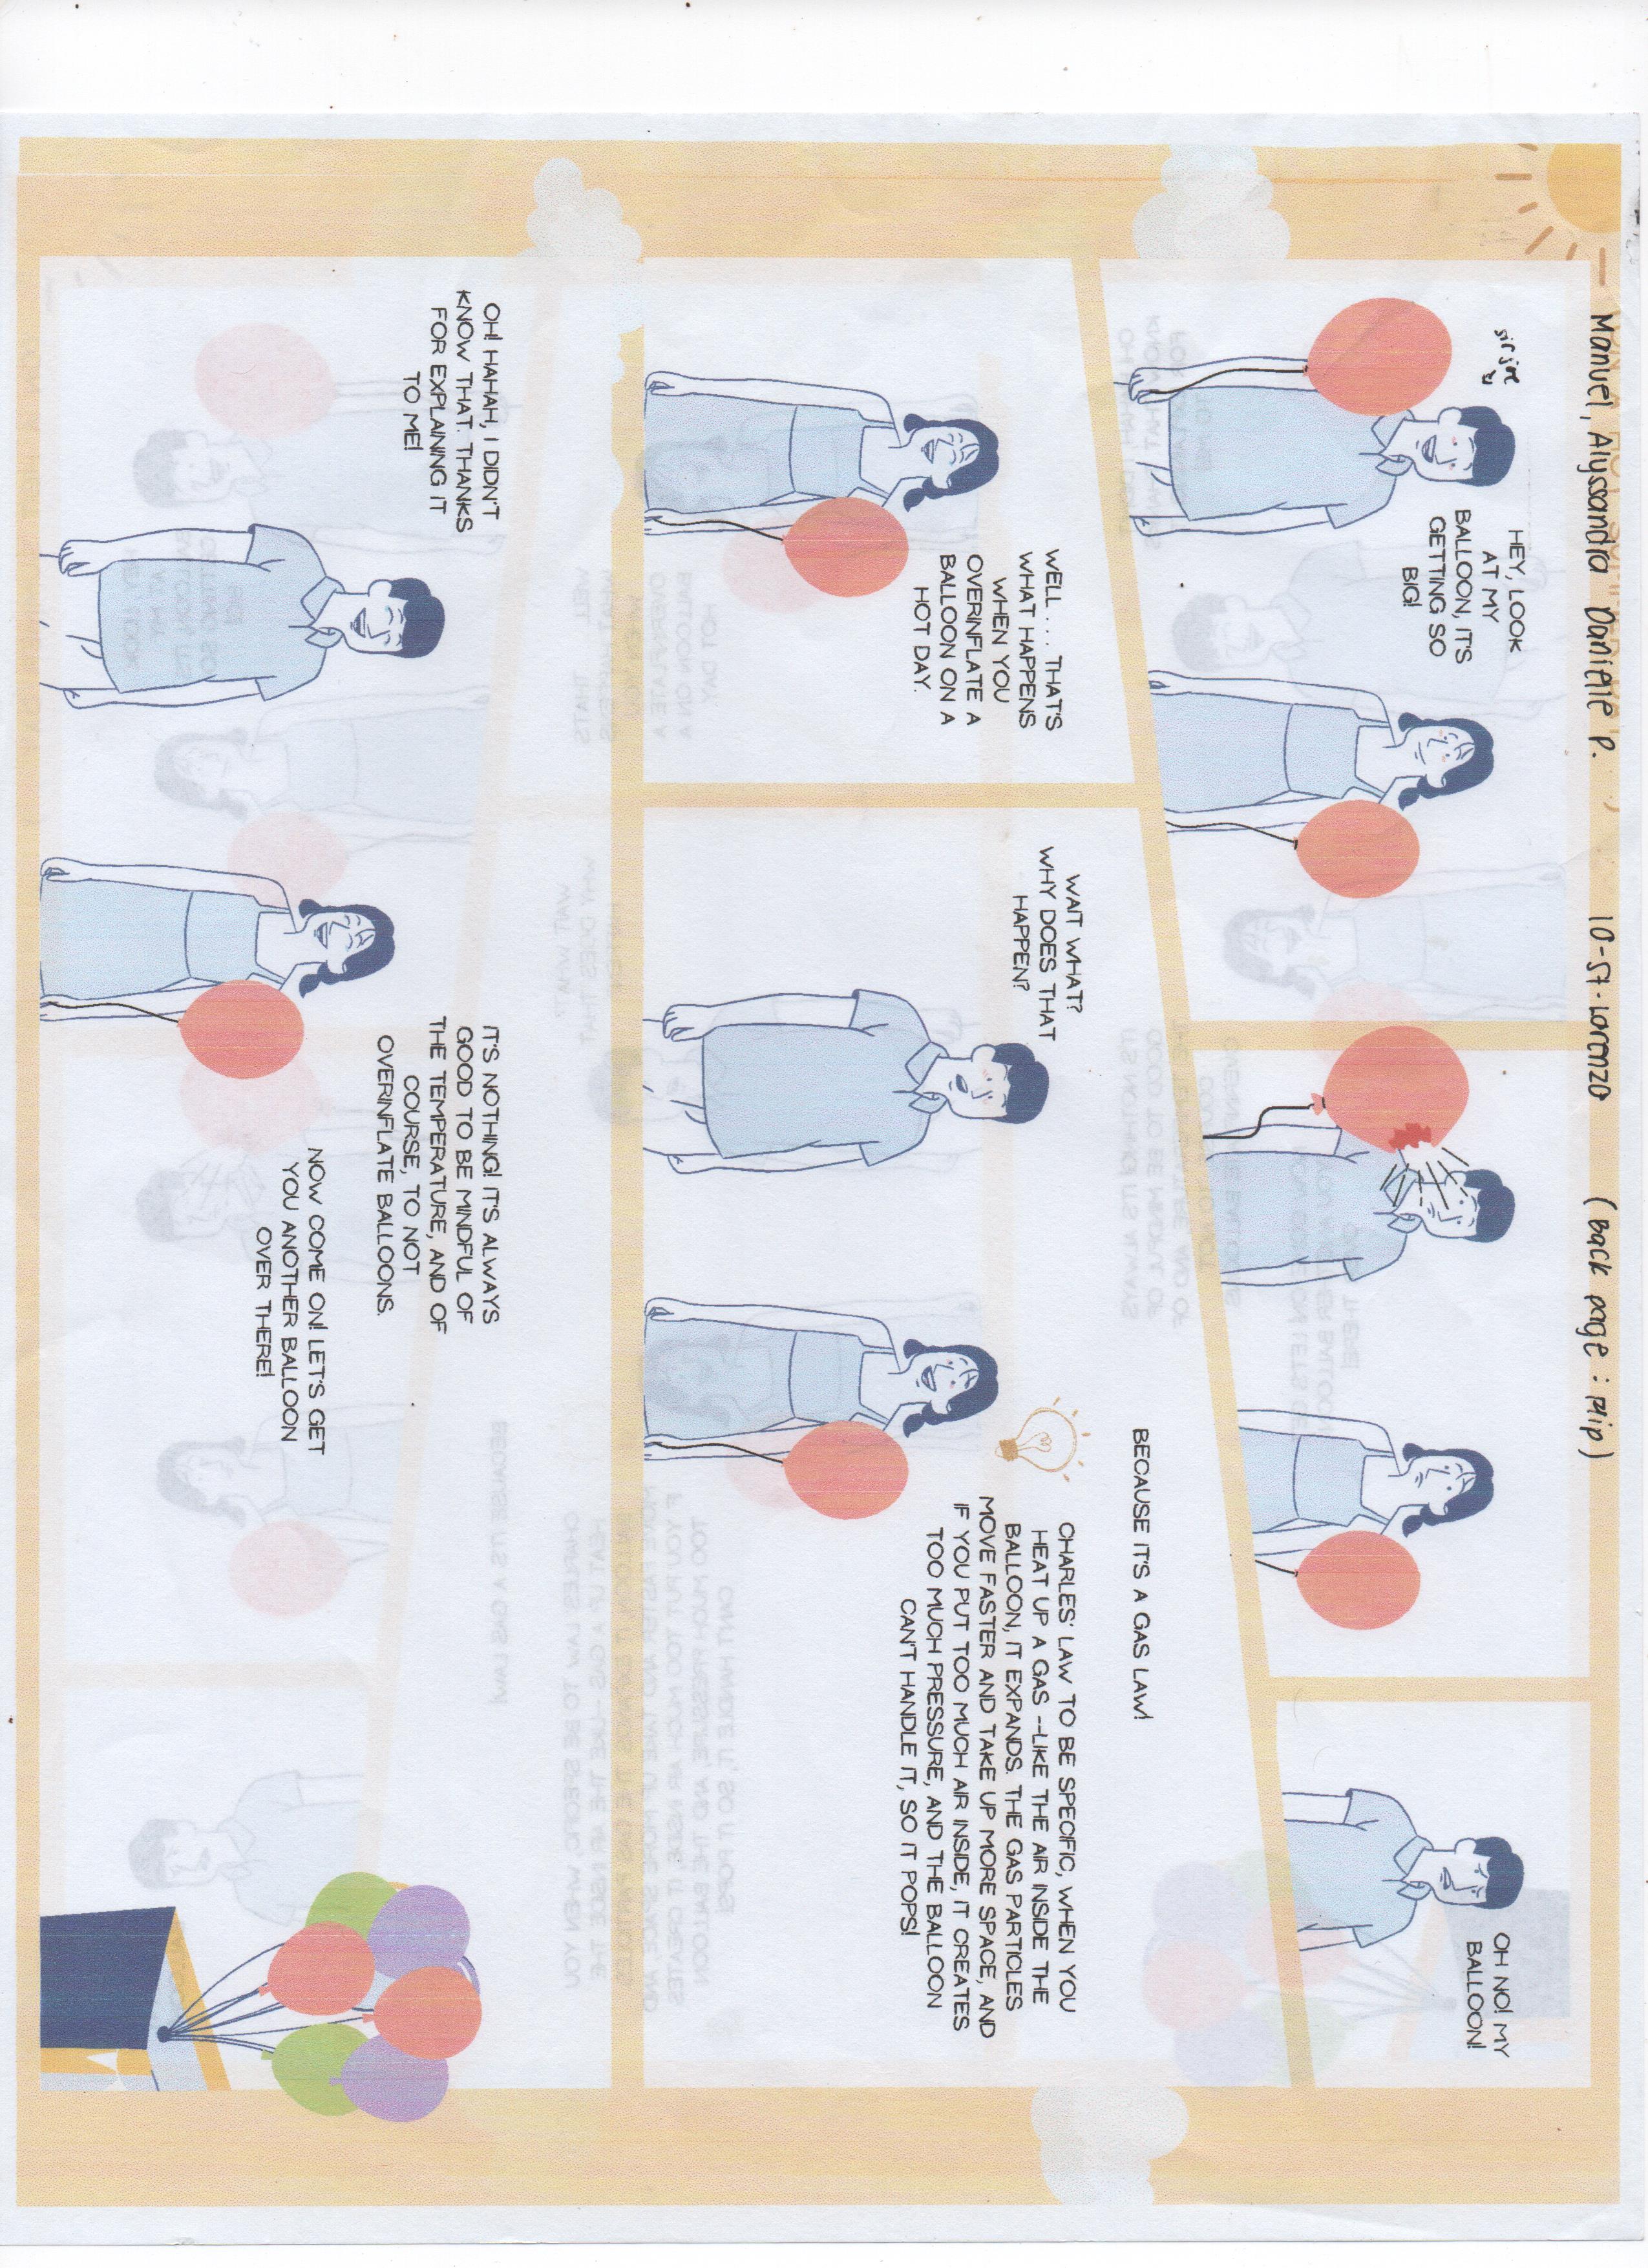 Manuel, Alyssandra Danielle P. 10-St. Lorenzo (Back page : Flip)
HEY, LOOK
AT MY
BALLOON, IT'S
GETTING SO
BIG!
OH NO! MY
BALLOON!
WELL . . . THAT'S
WHAT HAPPENS
WHEN YOU
OVERINFLATE A
BALLOON ON A
HOT DAY.
WAIT WHAT?
WHY DOES THAT
HAPPEN?
BECAUSE IT'S A GAS LAW!
CHARLES' LAW TO BE SPECIFIC, WHEN YOU
HEAT UP A GAS --LIKE THE AIR INSIDE THE
BALLOON, IT EXPANDS. THE GAS PARTICLES
MOVE FASTER AND TAKE UP MORE SPACE, AND
IF YOU PUT TOO MUCH AIR INSIDE, IT CREATES
TOO MUCH PRESSURE, AND THE BALLOON
CAN'T HANDLE IT, SO IT POPS!
OH! HAHAH, I DIDN'T
KNOW THAT. THANKS
FOR EXPLAINING IT
TO ME!
IT'S NOTHING! IT'S ALWAYS
GOOD TO BE MINDFUL OF
THE TEMPERATURE, AND OF
COURSE, TO NOT
OVERINFLATE BALLOONS.
NOW COME ON! LET'S GET
YOU ANOTHER BALLOON
OVER THERE!